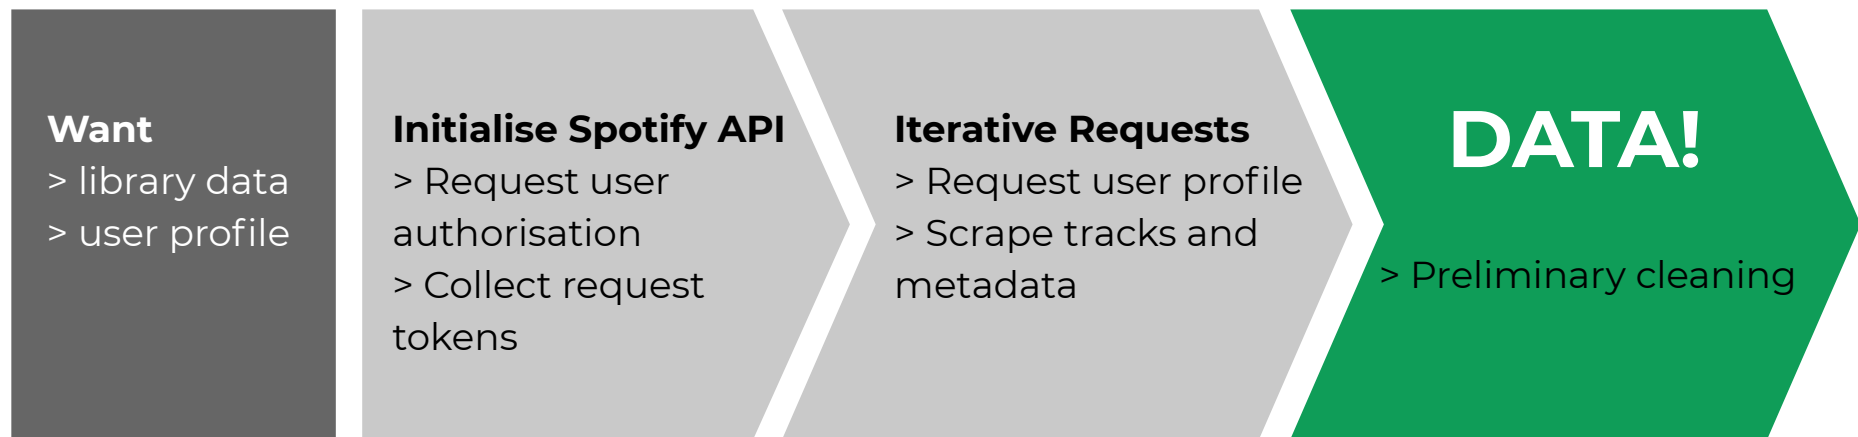 Want
> library data
> user profile
Initialise Spotify API
> Request user
authorisation
> Collect request
tokens
Iterative Requests
> Request user profile
> Scrape tracks and
metadata
DATA!
> Preliminary cleaning